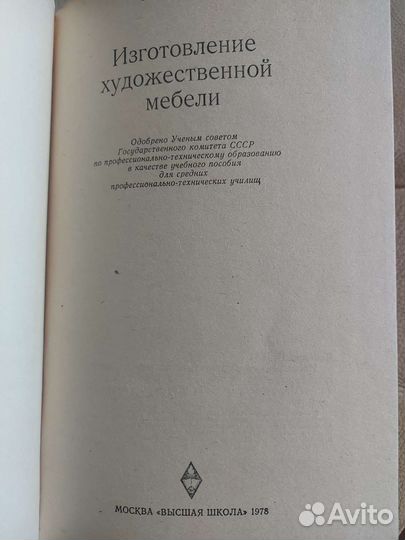 Изготовление
художественной
мебели
Одобрено Ученым советом
Государственного комитета СССР
по профессионально-техническому образованию
в качестве учебного пособия
для средних
профессионально-технических училищ
МОСКВА «ВЫСШАЯ ШКОЛА» 1978
Avito